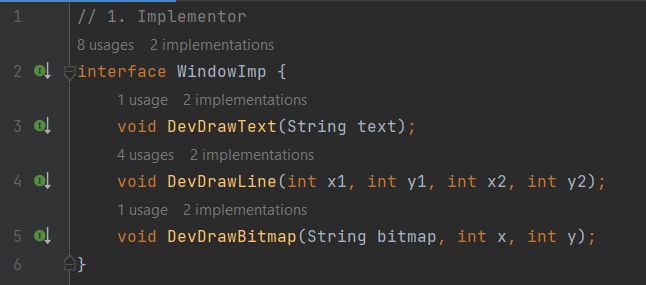 1 // 1. Implementor
8 usages 2 implementations
2 interface WindowImp {
1 usage 2 implementations
3 void DevDrawText(String text);
4 usages 2 implementations
4 void DevDrawLine(int x1, int y1, int x2, int y2);
1 usage 2 implementations
5 void DevDrawBitmap(String bitmap, int x, int y);
6 }